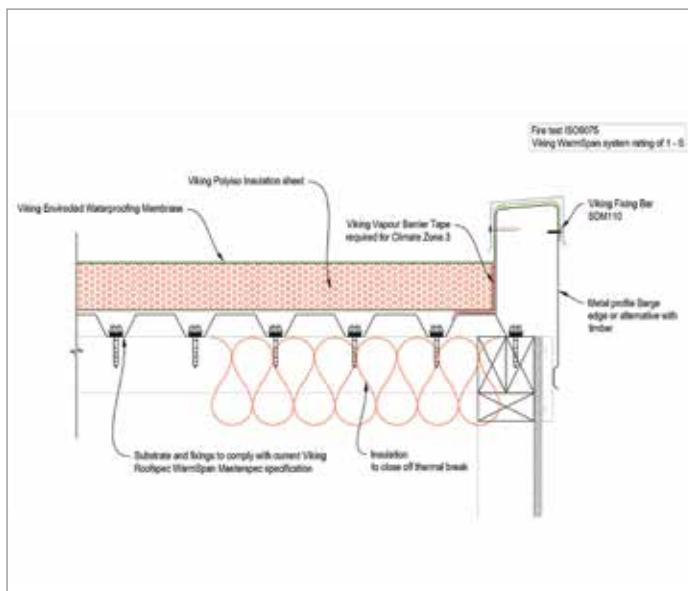 Fire test ISO9075
Viking WarmSpan system rating of 1 - S
Viking Polyiso Insulation sheet
Viking Enviroclad Waterproofing Membrane
Viking Vapour Barrier Tape
required for Climate Zone 3
Viking Fixing Bar
SDM110
Metal profile Barge
edge or alternative with
timber
Substrate and fixings to comply with current Viking
Roofspec WarmSpan Masterspec specification
Insulation
to close off thermal break